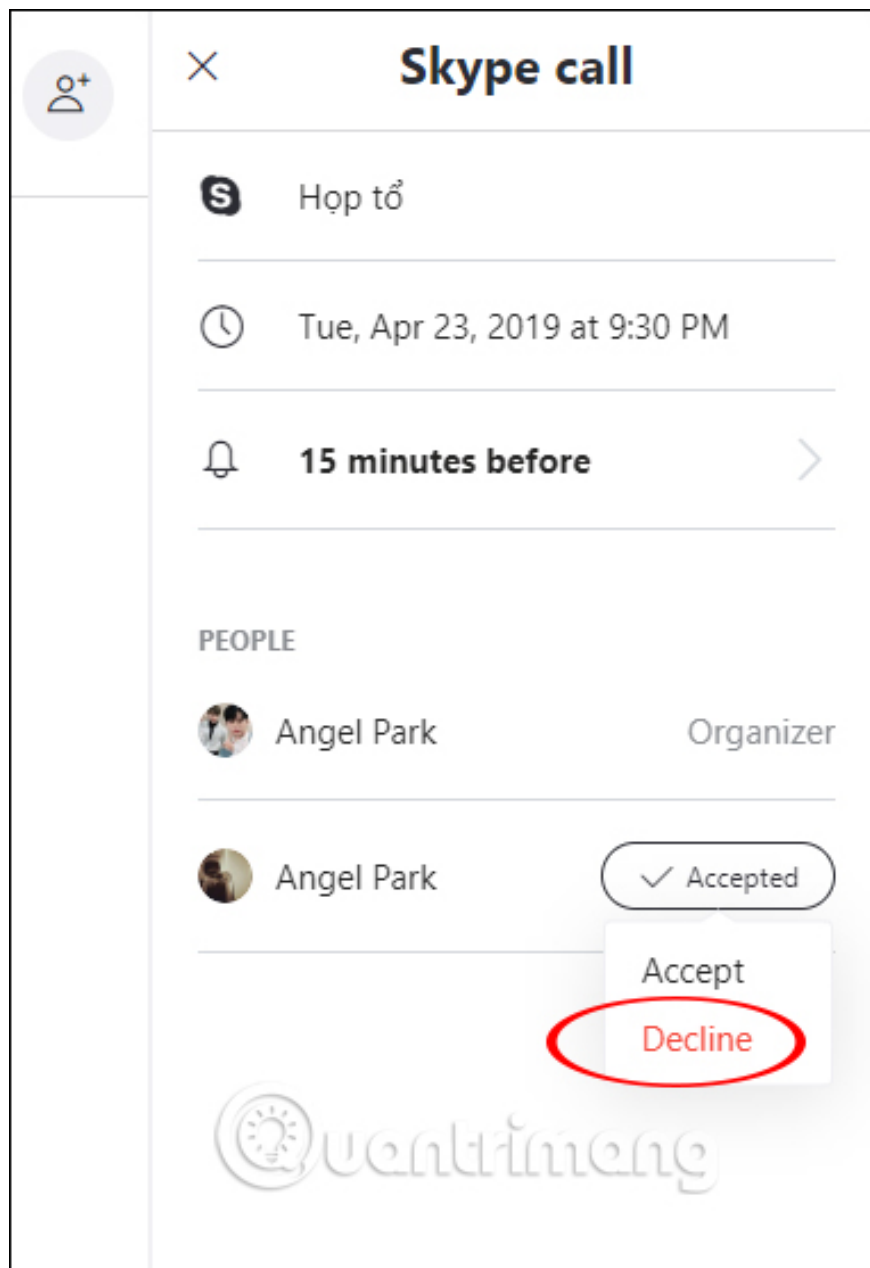 Skype call
Họp tổ
Tue, Apr 23, 2019 at 9:30 PM
15 minutes before
PEOPLE
Angel Park Organizer
Angel Park Accepted
Accept
Decline
Quantrimang